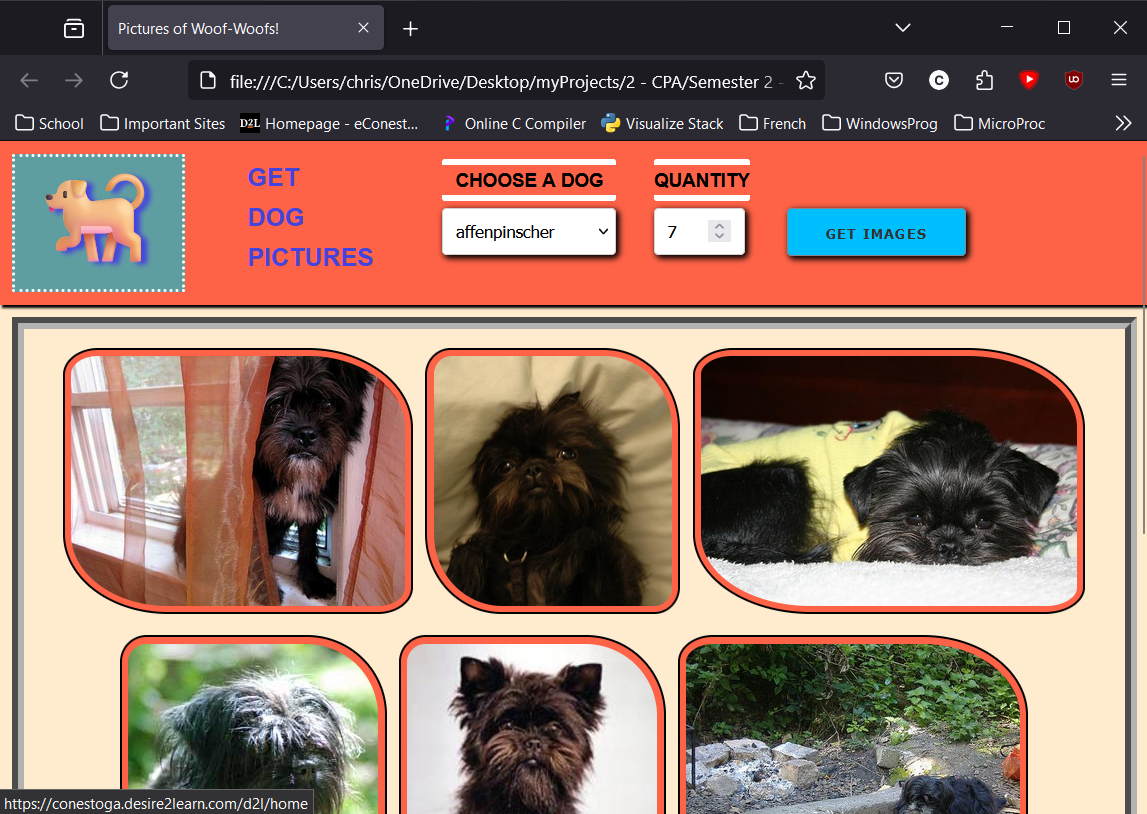 Pictures of Woof-Woofs!
file:///C:/Users/chris/OneDrive/Desktop/myProjects/2 - CPA/Semester 2 -
C
UD
School Important Sites D2L Homepage - eConest... Online C Compiler Visualize Stack French WindowsProg MicroProc
GET
DOG
PICTURES
CHOOSE A DOG
affenpinscher
QUANTITY
7
GET IMAGES
https://conestoga.desire2learn.com/d2l/home